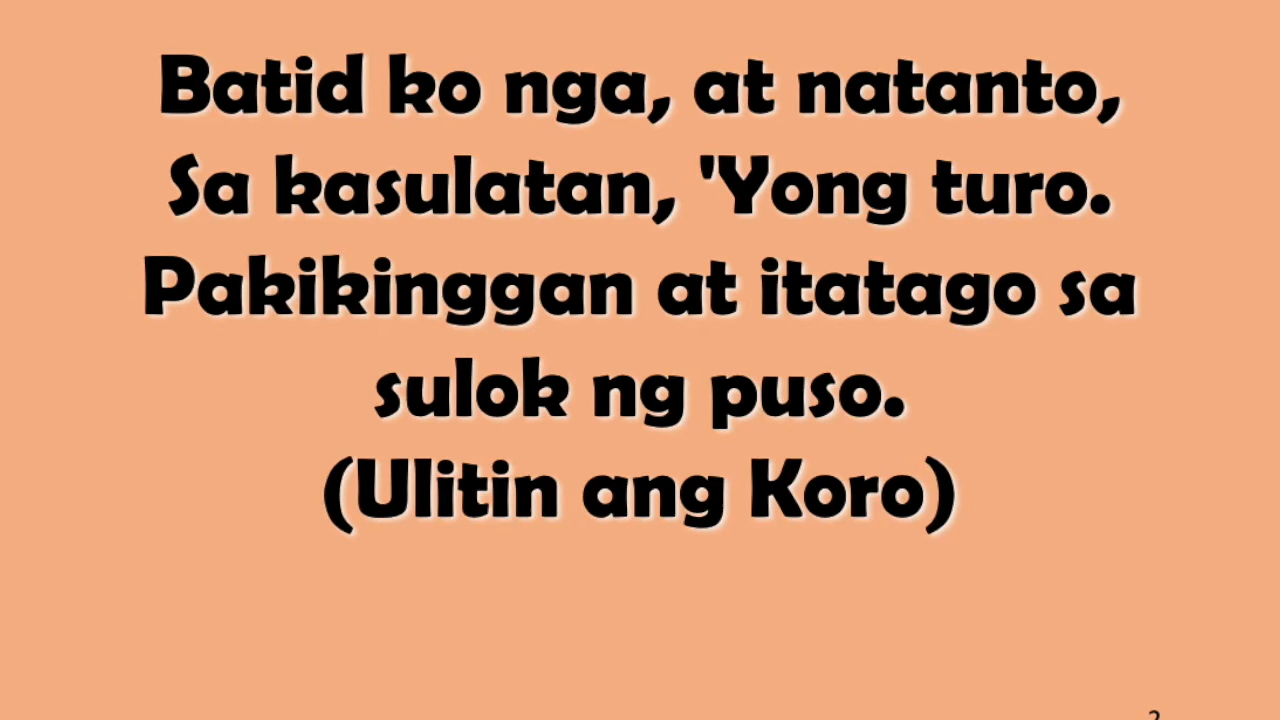 Batid ko nga, at natanto,
Sa kasulatan, 'Yong turo.
Pakikinggan at itatago sa
sulok ng puso.
(Ulitin ang Koro)
2